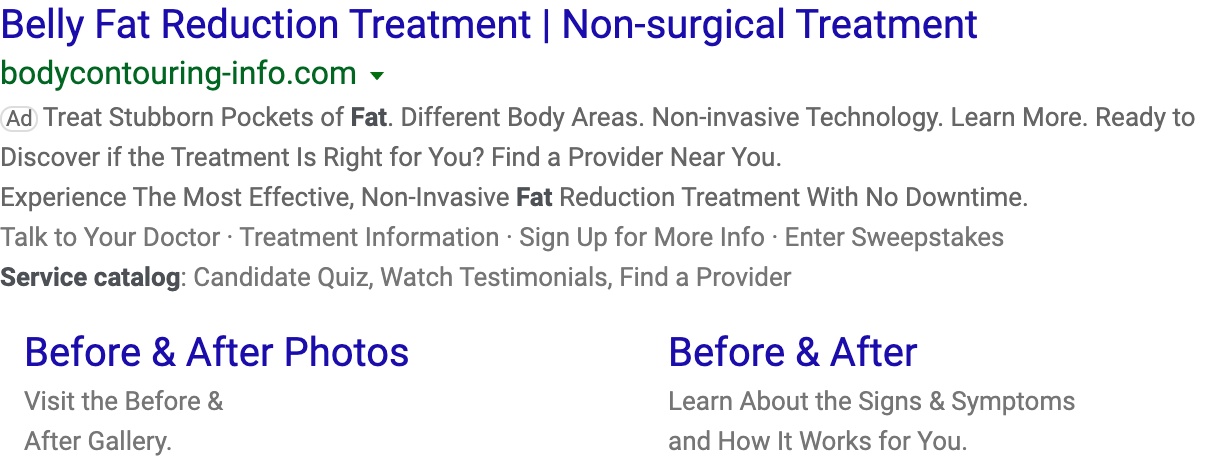 Belly Fat Reduction Treatment | Non-surgical Treatment
bodycontouring-info.com
Ad Treat Stubborn Pockets of Fat. Different Body Areas. Non-invasive Technology. Learn More. Ready to
Discover if the Treatment Is Right for You? Find a Provider Near You.
Experience The Most Effective, Non-Invasive Fat Reduction Treatment With No Downtime.
Talk to Your Doctor · Treatment Information · Sign Up for More Info · Enter Sweepstakes
Service catalog: Candidate Quiz, Watch Testimonials, Find a Provider
Before & After Photos
Visit the Before &
After Gallery.
Before & After
Learn About the Signs & Symptoms
and How It Works for You.